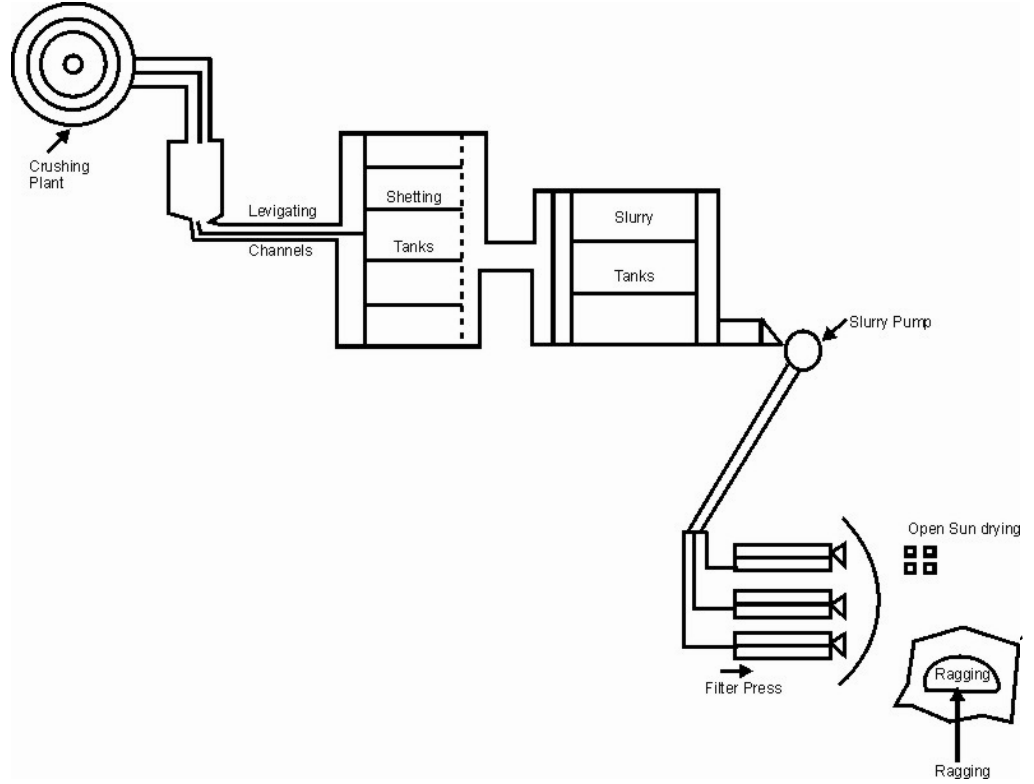 Crushing
Plant
Levigating
Channels
Shetting
Tanks
Slurry
Tanks
Slurry Pump
Open Sun drying
Filter Press
Ragging
Ragging